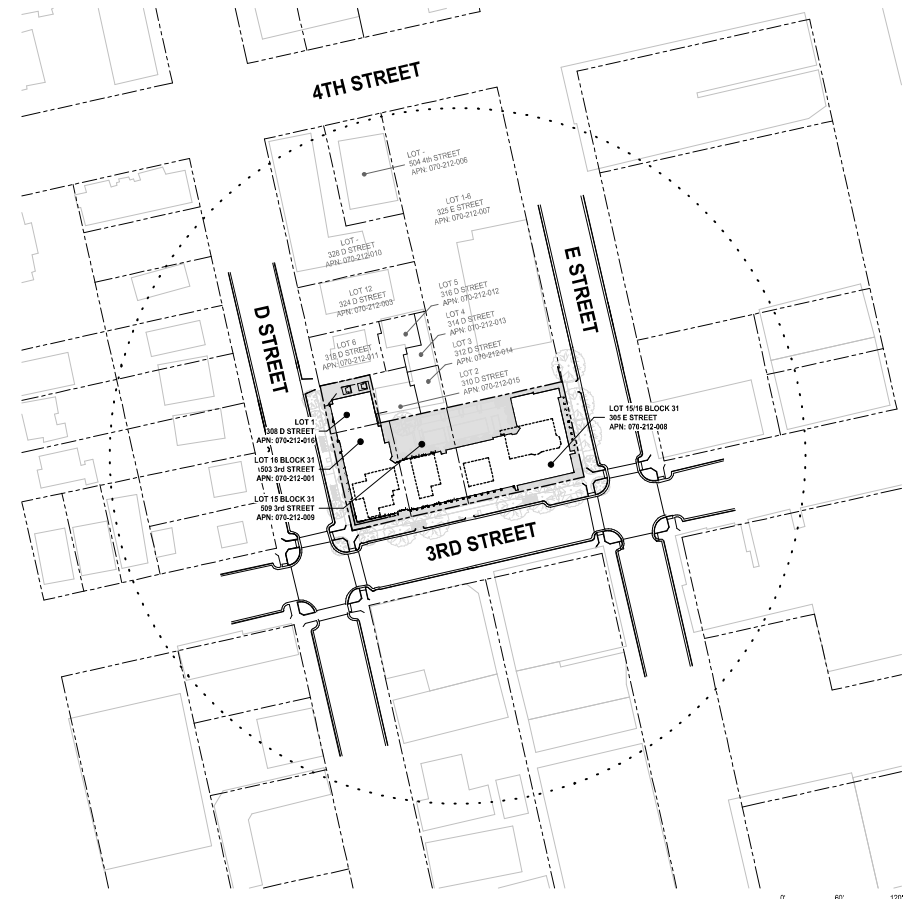 4TH STREET
LOT -
504 4th STREET
APN: 070-212-006
LOT 1-6
325 E STREET
APN: 070-212-007
LOT -
328 D STREET
APN: 070-212-010
LOT 12
324 D STREET
APN: 070-212-003
LOT 5
316 D STREET
APN: 070-212-012
LOT 4
314 D STREET
APN: 070-212-013
LOT 3
312 D STREET
APN: 070-212-014
LOT 2
310 D STREET
APN: 070-212-015
LOT 6
318 D STREET
APN: 070-212-011
E STREET
D STREET
LOT 1
308 D STREET
APN: 070-212-016
LOT 16 BLOCK 31
503 3rd STREET
APN: 070-212-001
LOT 15 BLOCK 31
509 3rd STREET
APN: 070-212-009
LOT 15/16 BLOCK 31
305 E STREET
APN: 070-212-008
3RD STREET
0' 60' 120'